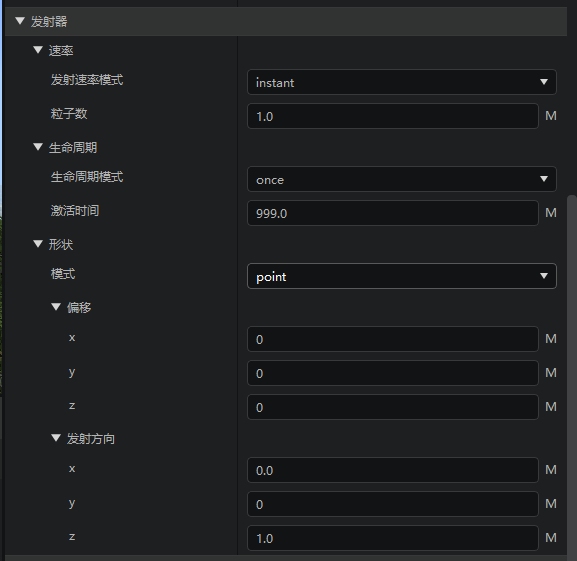 发射器
速率
发射速率模式 instant
粒子数 1.0 M
生命周期
生命周期模式 once
激活时间 999.0 M
形状
模式 point
偏移
x 0 M
y 0 M
z 0 M
发射方向
x 0.0 M
y 0 M
z 1.0 M